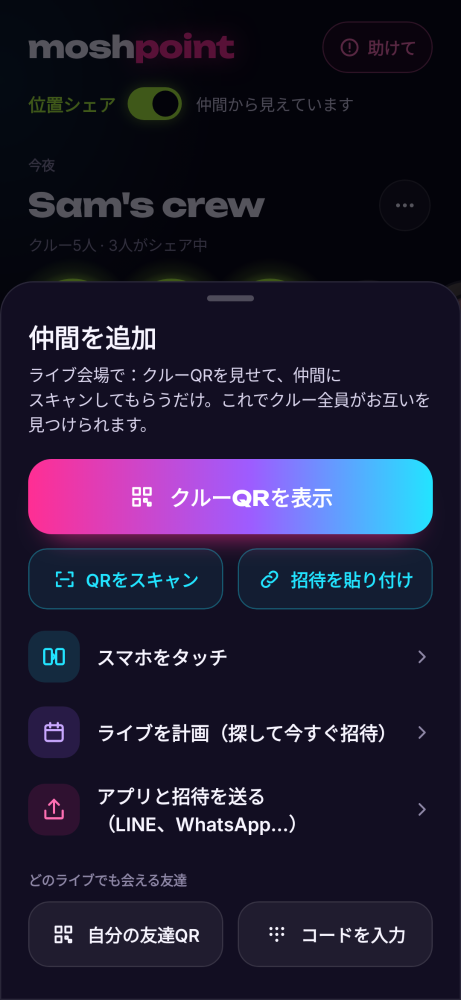 moshpoint
助けて
位置シェア
仲間から見えています
今夜
Sam's crew
クルー5人 · 3人がシェア中
仲間を追加
ライブ会場で：クルーQRを見せて、仲間に
スキャンしてもらうだけ。これでクルー全員がお互いを
見つけられます。
クルーQRを表示
QRをスキャン
招待を貼り付け
スマホをタッチ
ライブを計画（探して今すぐ招待）
アプリと招待を送る
（LINE、WhatsApp…）
どのライブでも会える友達
自分の友達QR
コードを入力